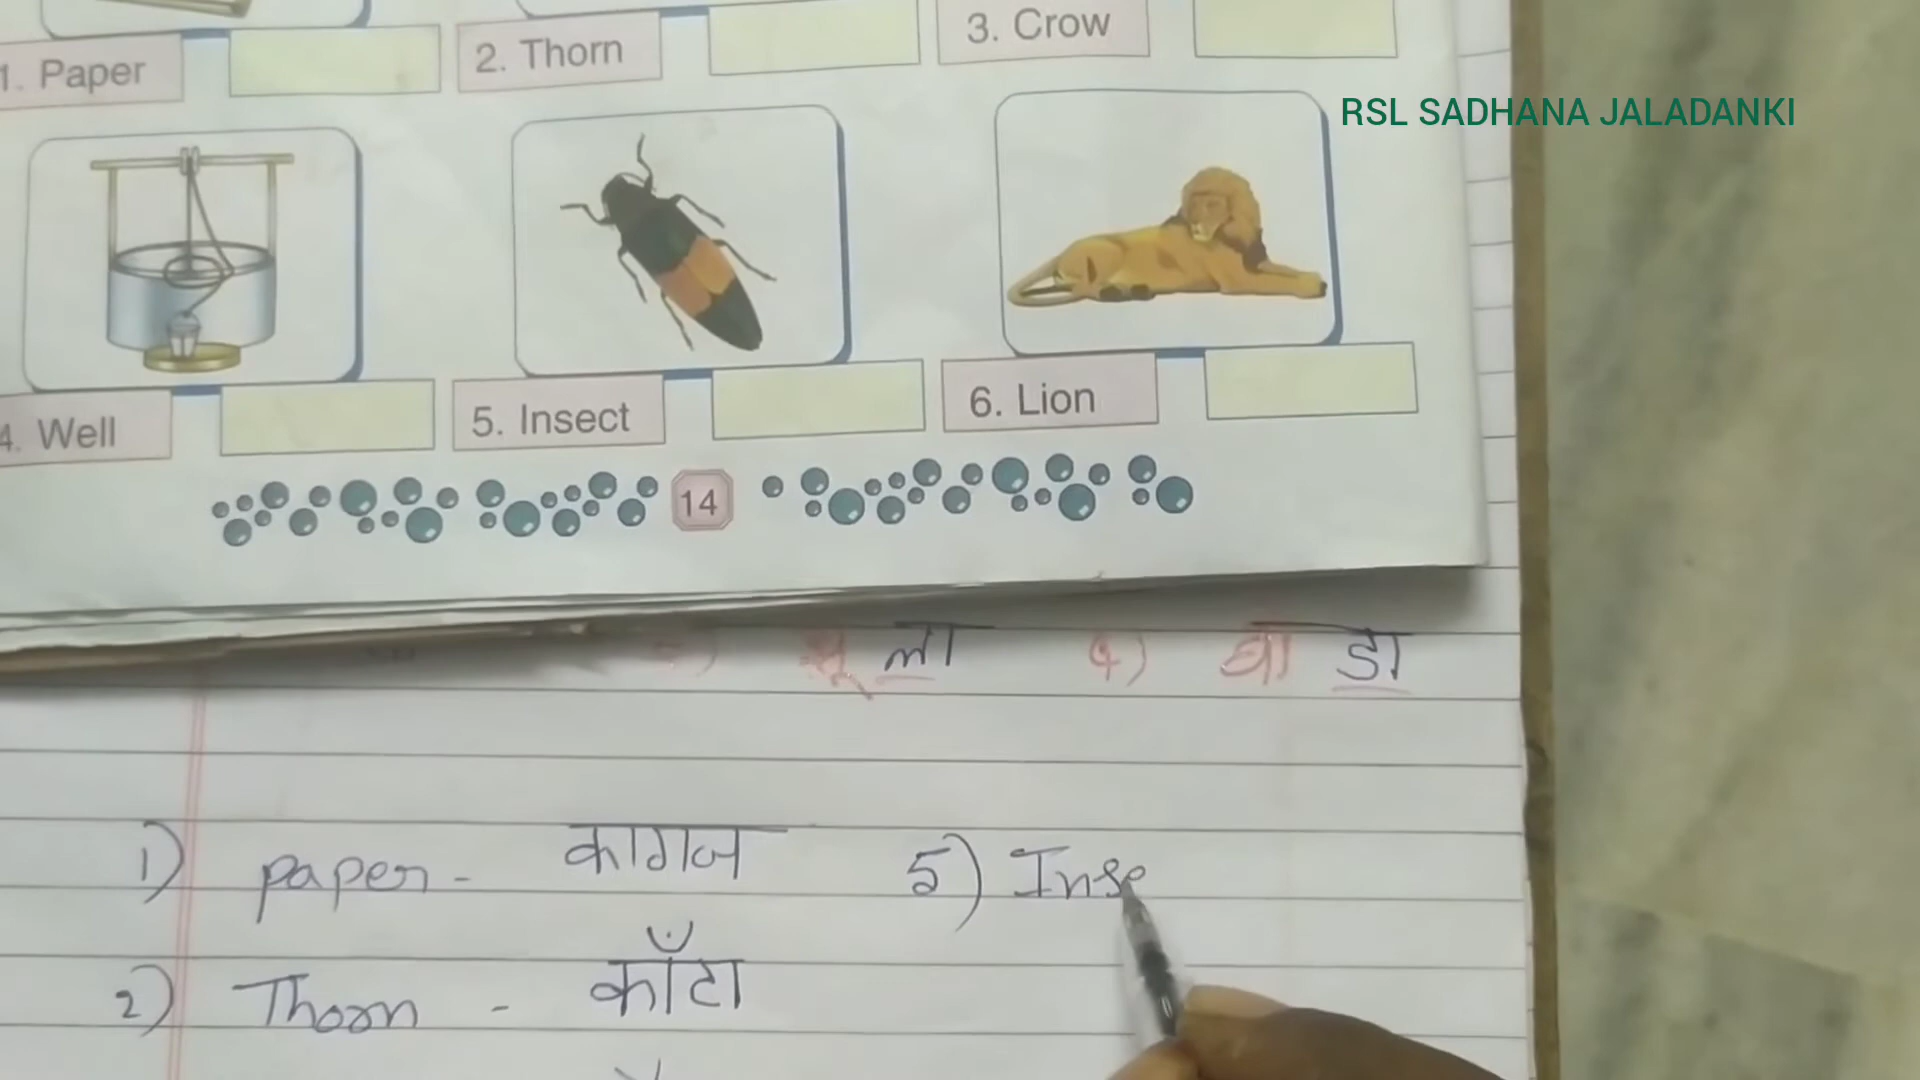 1. Paper
2. Thorn
3. Crow
RSL SADHANA JALADANKI
4. Well
5. Insect
6. Lion
14
ला ५) घो डा
1) paper - कागज 5) Inse
2) Thorn - काँटा